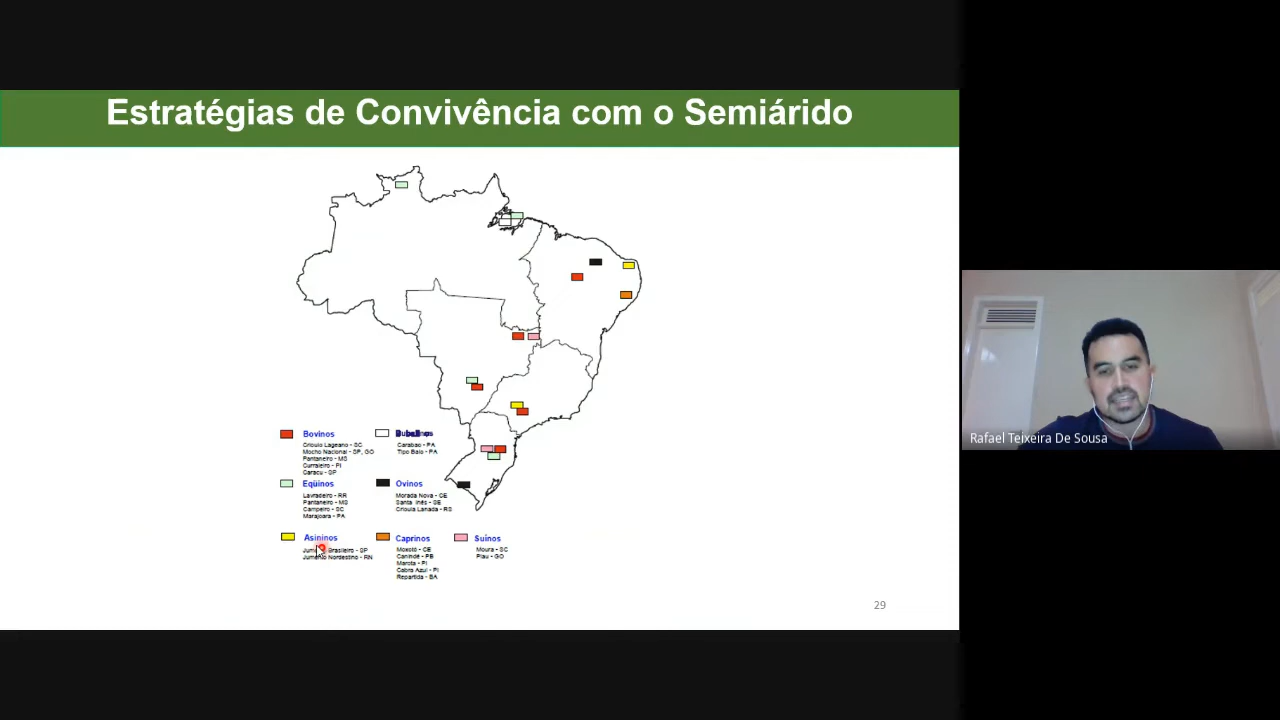 Estratégias de Convivência com o Semiárido
Bovinos
Crioulo Lageano - SC
Mocho Nacional - SP, GO
Pantaneiro - MS
Curraleiro - PI
Caracu - SP
Carabao - PA
Tipo Baio - PA
Eqüinos
Lavradeiro - RR
Pantaneiro - MS
Campeiro - SC
Marajoara - PA
Ovinos
Morada Nova - CE
Santa Inês - SE
Crioula Lanada - RS
Asininos
Brasileiro - SP
Jumento Nordestino - RN
Caprinos
Moxotó - CE
Canindé - PB
Marota - PI
Cabra Azul - PI
Repartida - BA
Suínos
Moura - SC
Piau - GO
29
Rafael Teixeira De Sousa